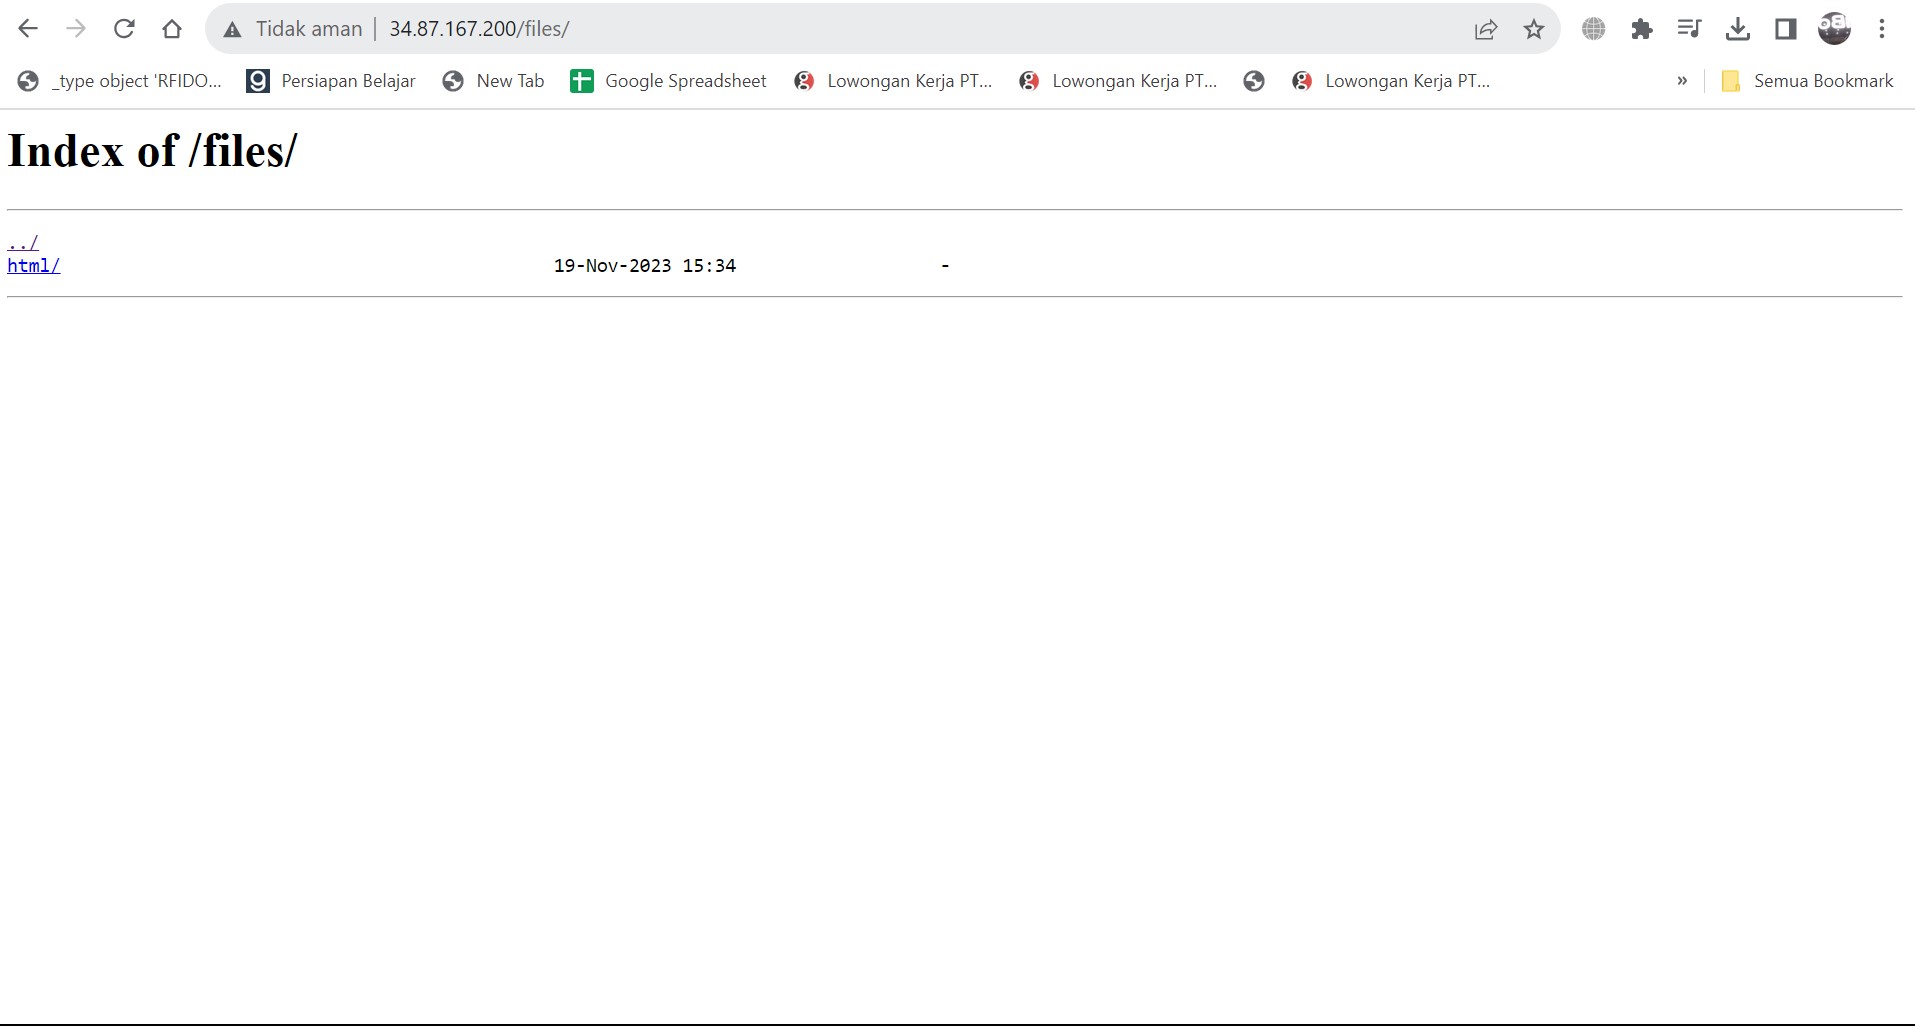 Tidak aman | 34.87.167.200/files/
_type object 'RFIDO... Persiapan Belajar New Tab Google Spreadsheet Lowongan Kerja PT... Lowongan Kerja PT... Lowongan Kerja PT... » Semua Bookmark
Index of /files/
../
html/ 19-Nov-2023 15:34 -